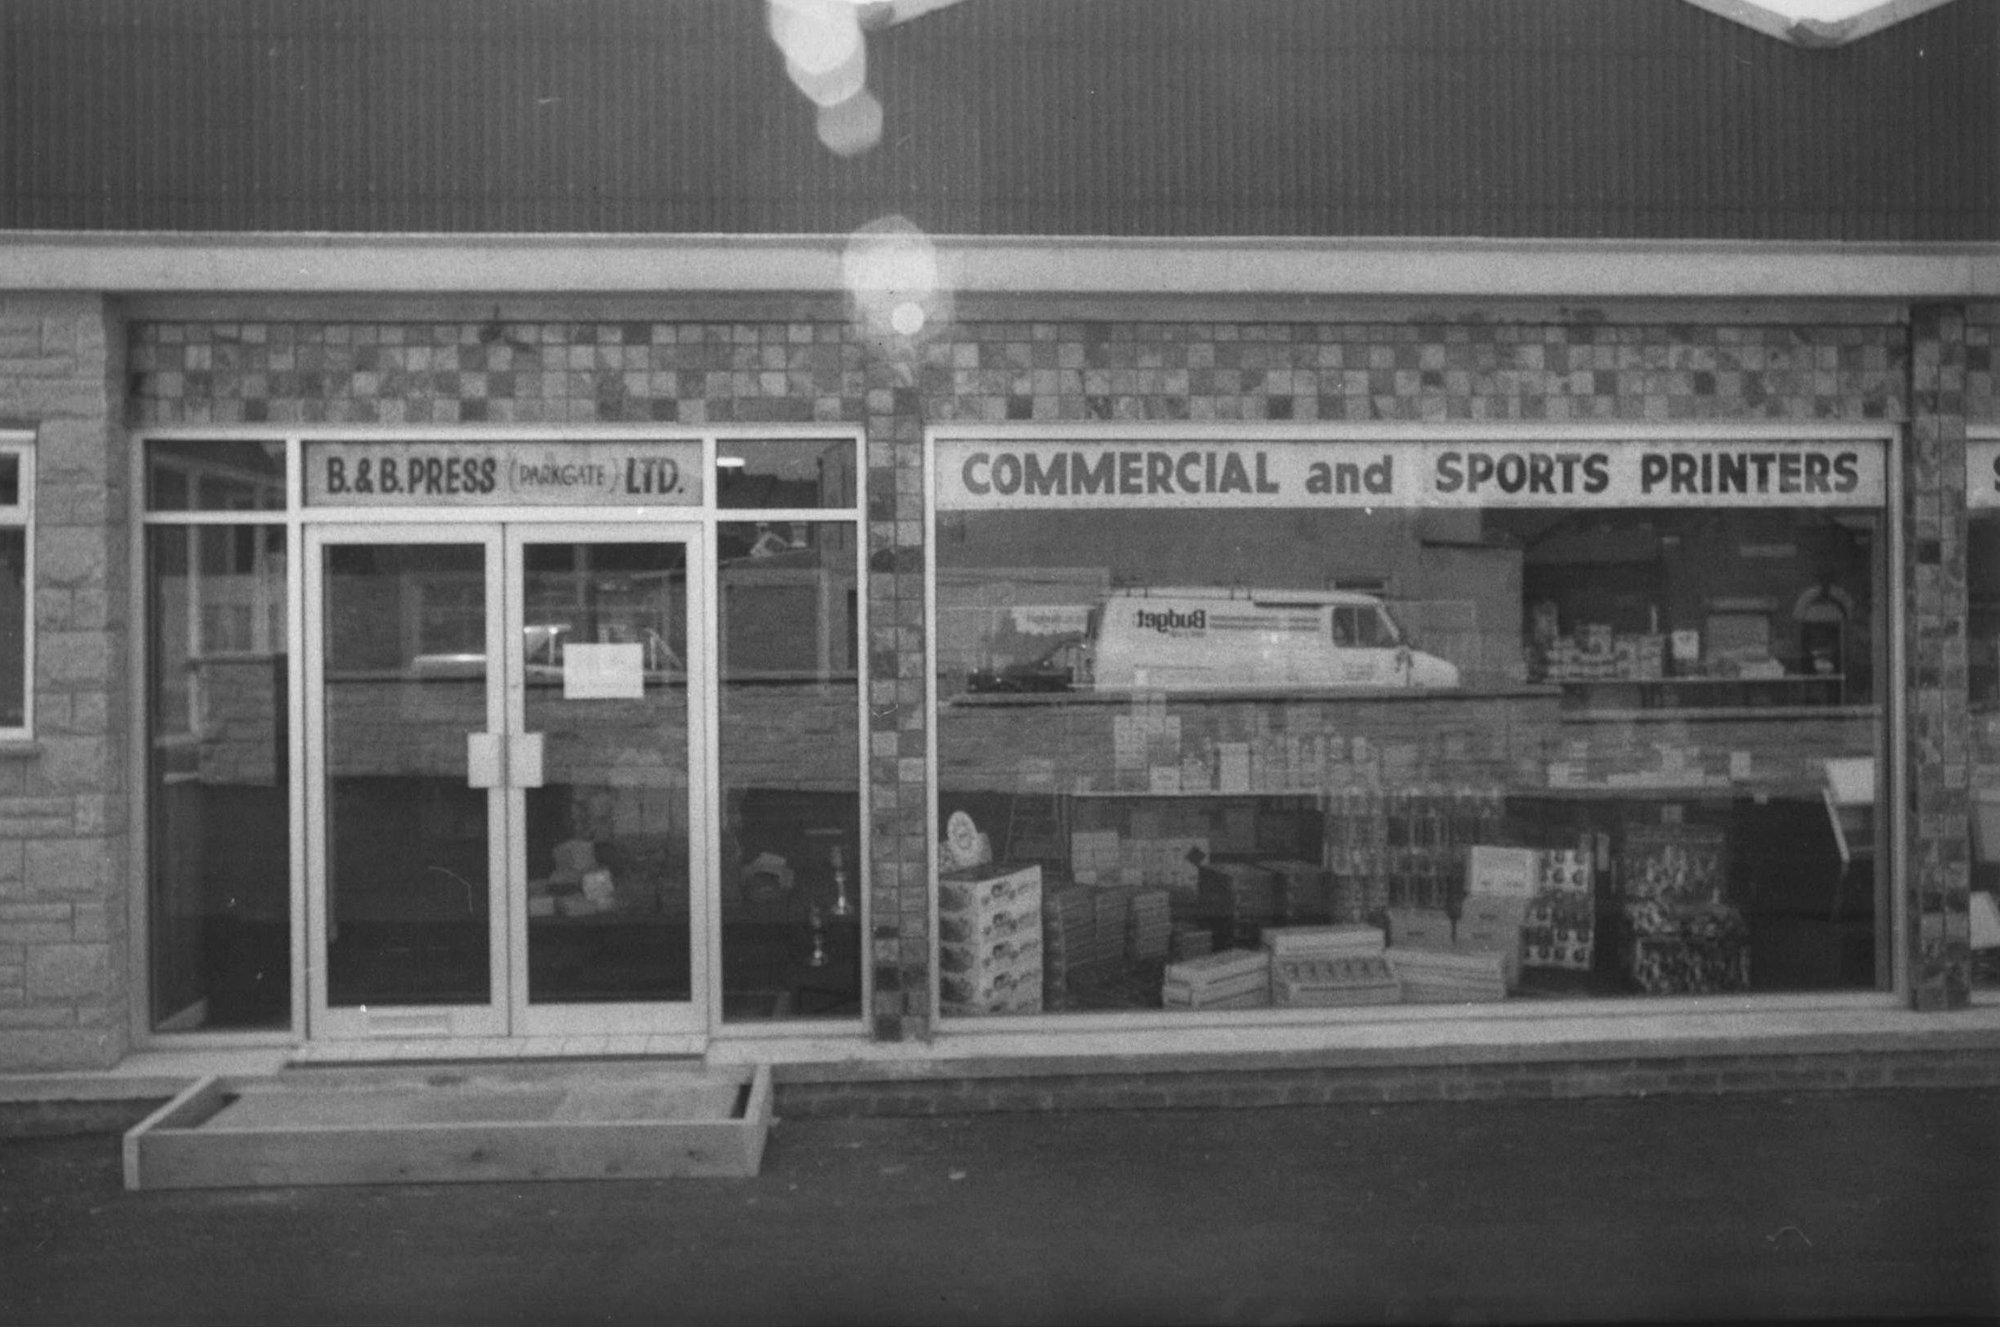 B.&B.PRESS (PARKGATE) LTD.
COMMERCIAL and SPORTS PRINTERS
S
Budget